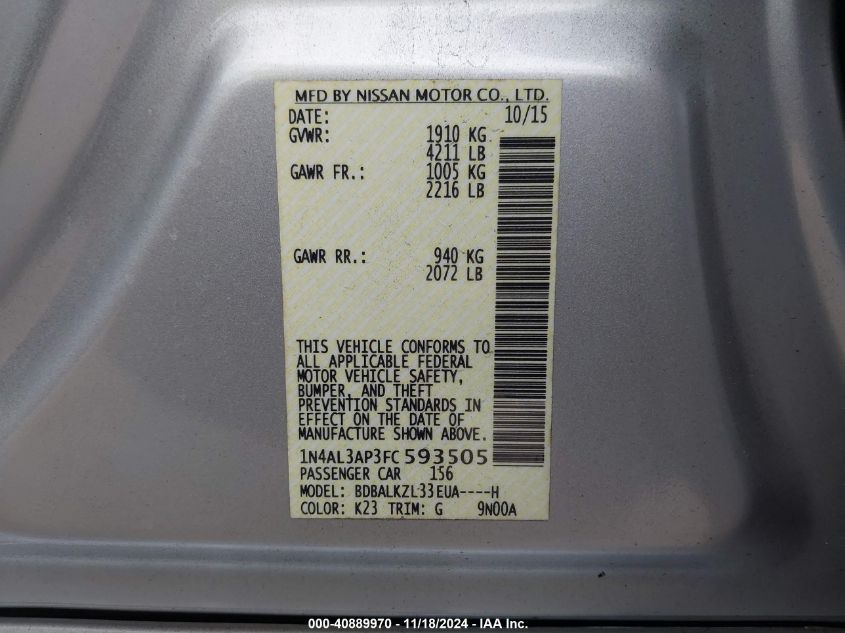 MFD BY NISSAN MOTOR CO., LTD.
DATE: 10/15
GVWR: 1910 KG
4211 LB
GAWR FR.: 1005 KG
2216 LB
GAWR RR.: 940 KG
2072 LB
THIS VEHICLE CONFORMS TO
ALL APPLICABLE FEDERAL
MOTOR VEHICLE SAFETY,
BUMPER, AND THEFT
PREVENTION STANDARDS IN
EFFECT ON THE DATE OF
MANUFACTURE SHOWN ABOVE.
1N4AL3AP3FC593505
PASSENGER CAR 156
MODEL: BDBALKZL33EUA----H
COLOR: K23 TRIM: G 9N00A
000-40889970 - 11/18/2024 - IAA Inc.